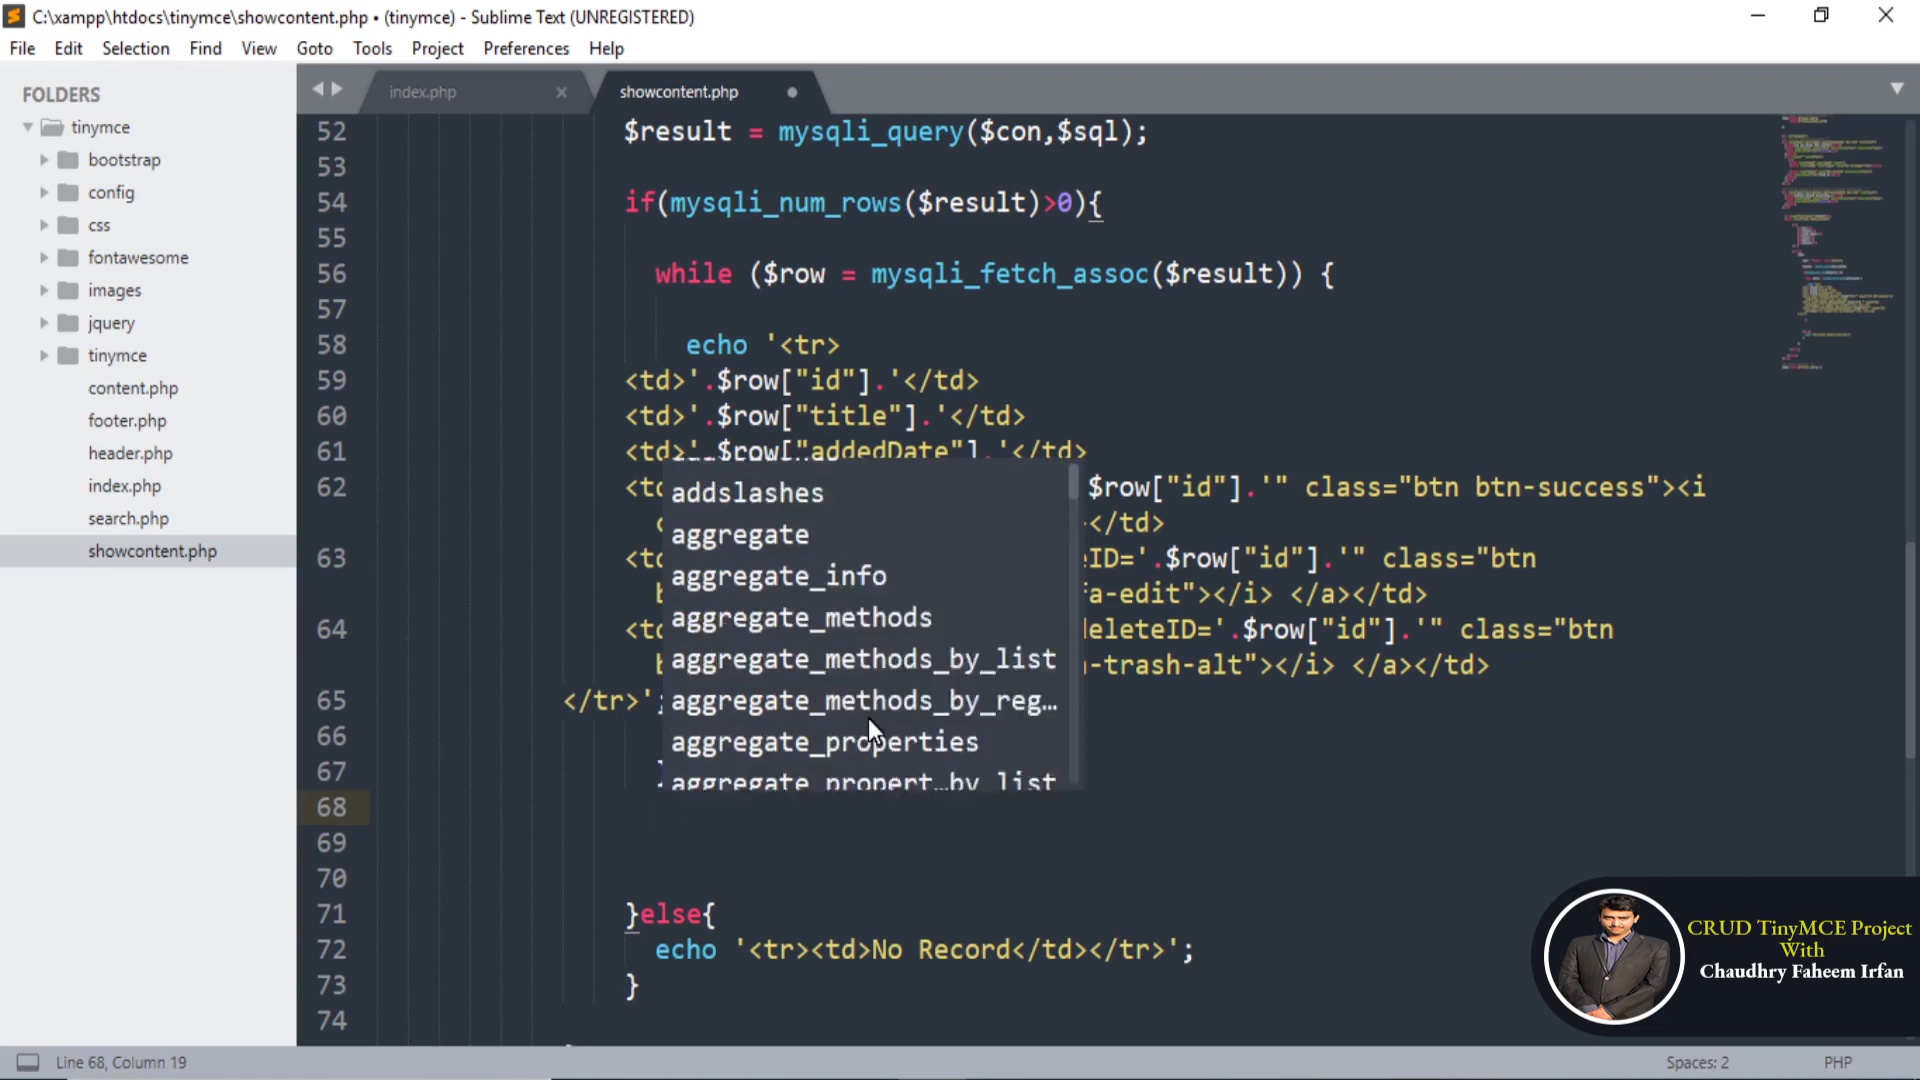 C:\xampp\htdocs\tinymce\showcontent.php • (tinymce) - Sublime Text (UNREGISTERED)
File Edit Selection Find View Goto Tools Project Preferences Help
FOLDERS
tinymce
bootstrap
config
css
fontawesome
images
jquery
tinymce
content.php
footer.php
header.php
index.php
search.php
showcontent.php
index.php
showcontent.php
52 $result = mysqli_query($con,$sql);
53
54 if(mysqli_num_rows($result)>0){
55
56 while ($row = mysqli_fetch_assoc($result)) {
57
58 echo '<tr>
59 <td>'.$row["id"].'</td>
60 <td>'.$row["title"].'</td>
61 <td>'.$row["addedDate"].'</td>
62 <td $row["id"].'" class="btn btn-success"><i
></td>
63 <td ID='.$row["id"].'" class="btn
fa-edit"></i> </a></td>
64 <td deleteID='.$row["id"].'" class="btn
-trash-alt"></i> </a></td>
65 </tr>';
66
67 }
68
69
70
71 }else{
72 echo '<tr><td>No Record</td></tr>';
73 }
74
addslashes
aggregate
aggregate_info
aggregate_methods
aggregate_methods_by_list
aggregate_methods_by_reg…
aggregate_properties
aggregate_propert…by_list
CRUD TinyMCE Project
With
Chaudhry Faheem Irfan
Line 68, Column 19
Spaces: 2
PHP